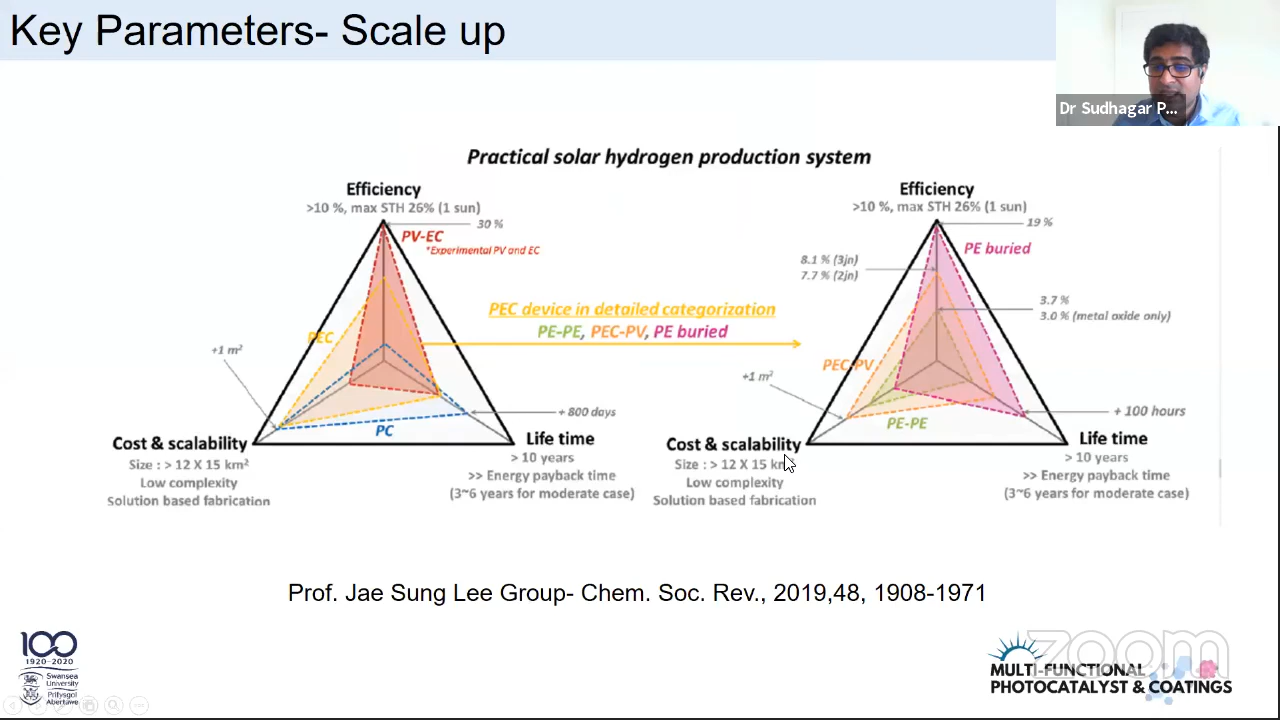 Key Parameters- Scale up
Dr Sudhagar P...
Practical solar hydrogen production system
Efficiency
>10 %, max STH 26% (1 sun)
30 %
PV-EC
*Experimental PV and EC
PEC
+1 m²
PC
+ 800 days
Cost & scalability
Size : > 12 X 15 km²
Low complexity
Solution based fabrication
Life time
> 10 years
>> Energy payback time
(3~6 years for moderate case)
PEC device in detailed categorization
PE-PE, PEC-PV, PE buried
Efficiency
>10 %, max STH 26% (1 sun)
19 %
PE buried
8.1 % (3jn)
7.7 % (2jn)
3.7 %
3.0 % (metal oxide only)
PEC-PV
+1 m²
PE-PE
+ 100 hours
Cost & scalability
Size : > 12 X 15 km²
Low complexity
Solution based fabrication
Life time
> 10 years
>> Energy payback time
(3~6 years for moderate case)
Prof. Jae Sung Lee Group- Chem. Soc. Rev., 2019,48, 1908-1971
100
1920-2020
Swansea
University
Prifysgol
Abertawe
zoom
MULTI-FUNCTIONAL
PHOTOCATALYST & COATINGS